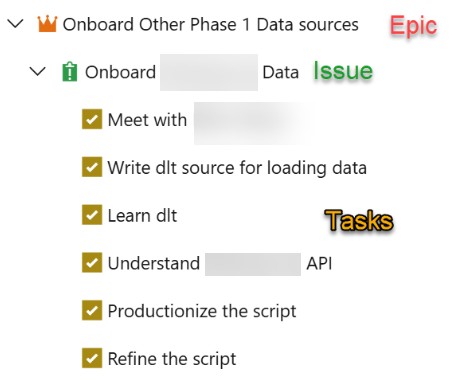 Onboard Other Phase 1 Data sources Epic
Onboard Data Issue
Meet with
Write dlt source for loading data
Learn dlt
Tasks
Understand API
Productionize the script
Refine the script